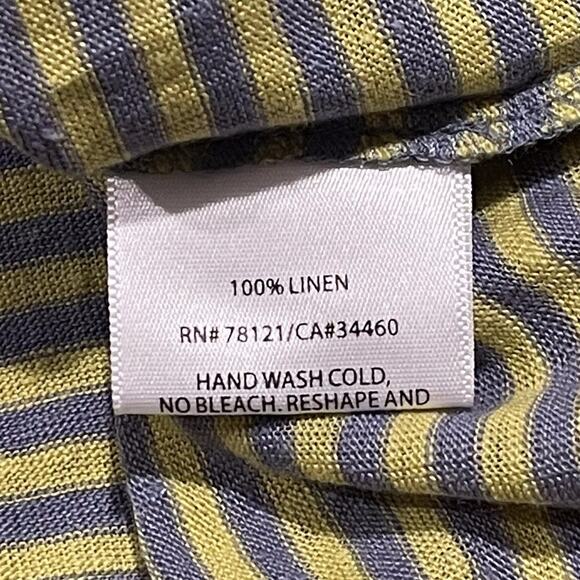 100% LINEN
RN# 78121/CA#34460
HAND WASH COLD,
NO BLEACH. RESHAPE AND